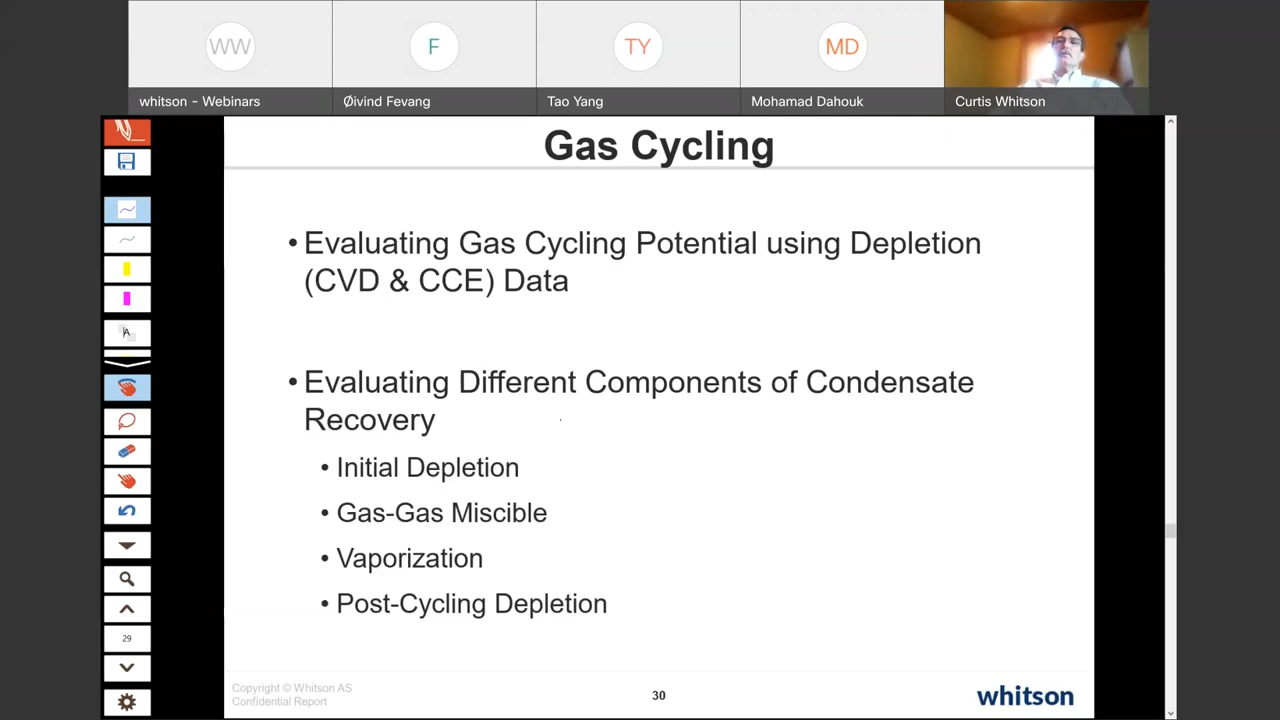 WW
F
TY
MD
whitson - Webinars
Øivind Fevang
Tao Yang
Mohamad Dahouk
Curtis Whitson
Gas Cycling
• Evaluating Gas Cycling Potential using Depletion
(CVD & CCE) Data
• Evaluating Different Components of Condensate
Recovery
• Initial Depletion
• Gas-Gas Miscible
• Vaporization
• Post-Cycling Depletion
A
29
Copyright © Whitson AS
Confidential Report
30
whitson